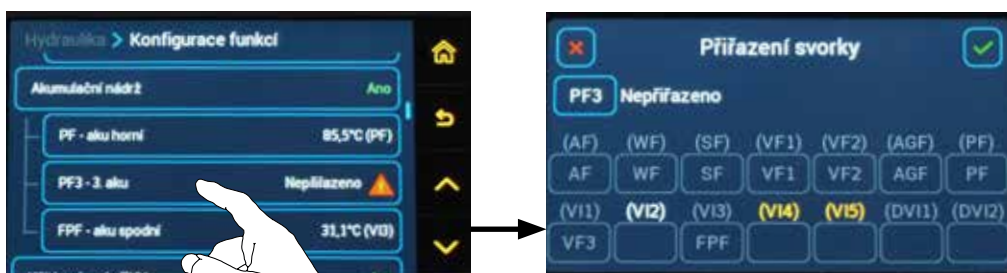 Hydraulika > Konfigurace funkcí
Akumulační nádrž Ano
PF - aku horní 85,5°C (PF)
PF3 - 3. aku Nepřiřazeno
FPF - aku spodní 31,1°C (VI3)
Přiřazení svorky
PF3 Nepřiřazeno
(AF) (WF) (SF) (VF1) (VF2) (AGF) (PF)
AF WF SF VF1 VF2 AGF PF
(VI1) (VI2) (VI3) (VI4) (VI5) (DVI1) (DVI2)
VF3 FPF